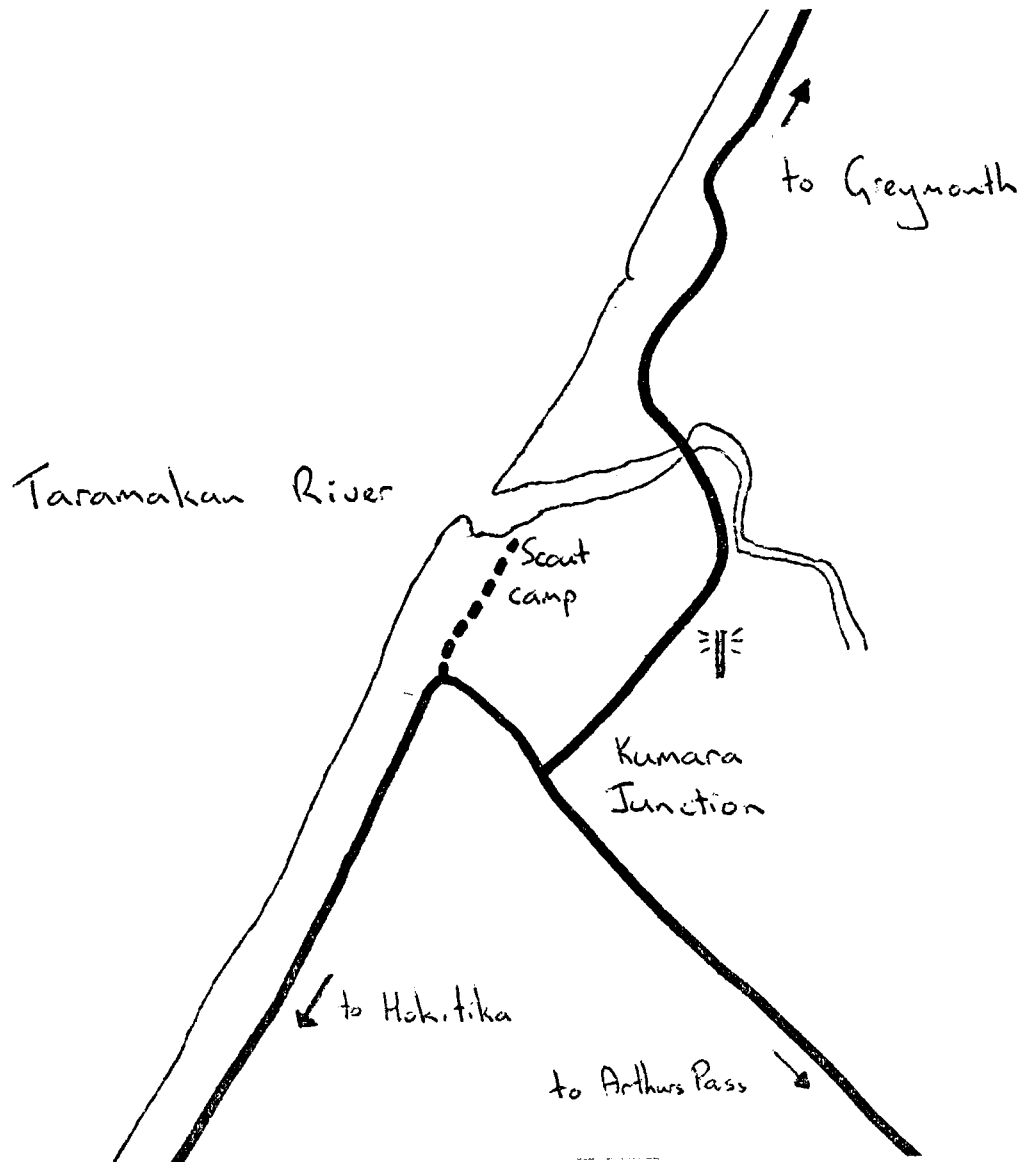 to Greymouth
Taramakau River
Scout
camp
Kumara
Junction
to Hokitika
to Arthurs Pass